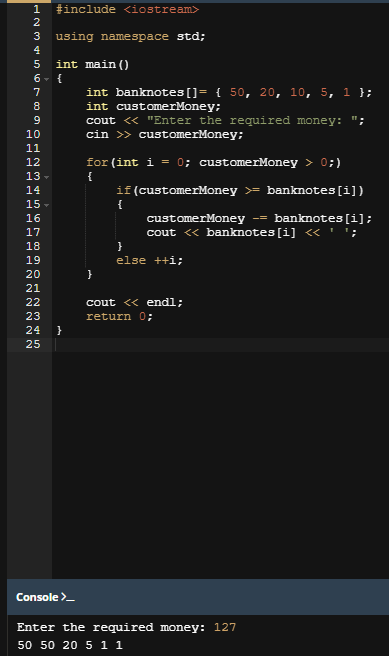 1 #include <iostream>
2
3 using namespace std;
4
5 int main()
6 {
7     int banknotes[]= { 50, 20, 10, 5, 1 };
8     int customerMoney;
9     cout << "Enter the required money: ";
10     cin >> customerMoney;
11
12     for(int i = 0; customerMoney > 0;)
13     {
14         if(customerMoney >= banknotes[i])
15         {
16             customerMoney -= banknotes[i];
17             cout << banknotes[i] << ' ';
18         }
19         else ++i;
20     }
21
22     cout << endl;
23     return 0;
24 }
25
Console >_
Enter the required money: 127
50 50 20 5 1 1